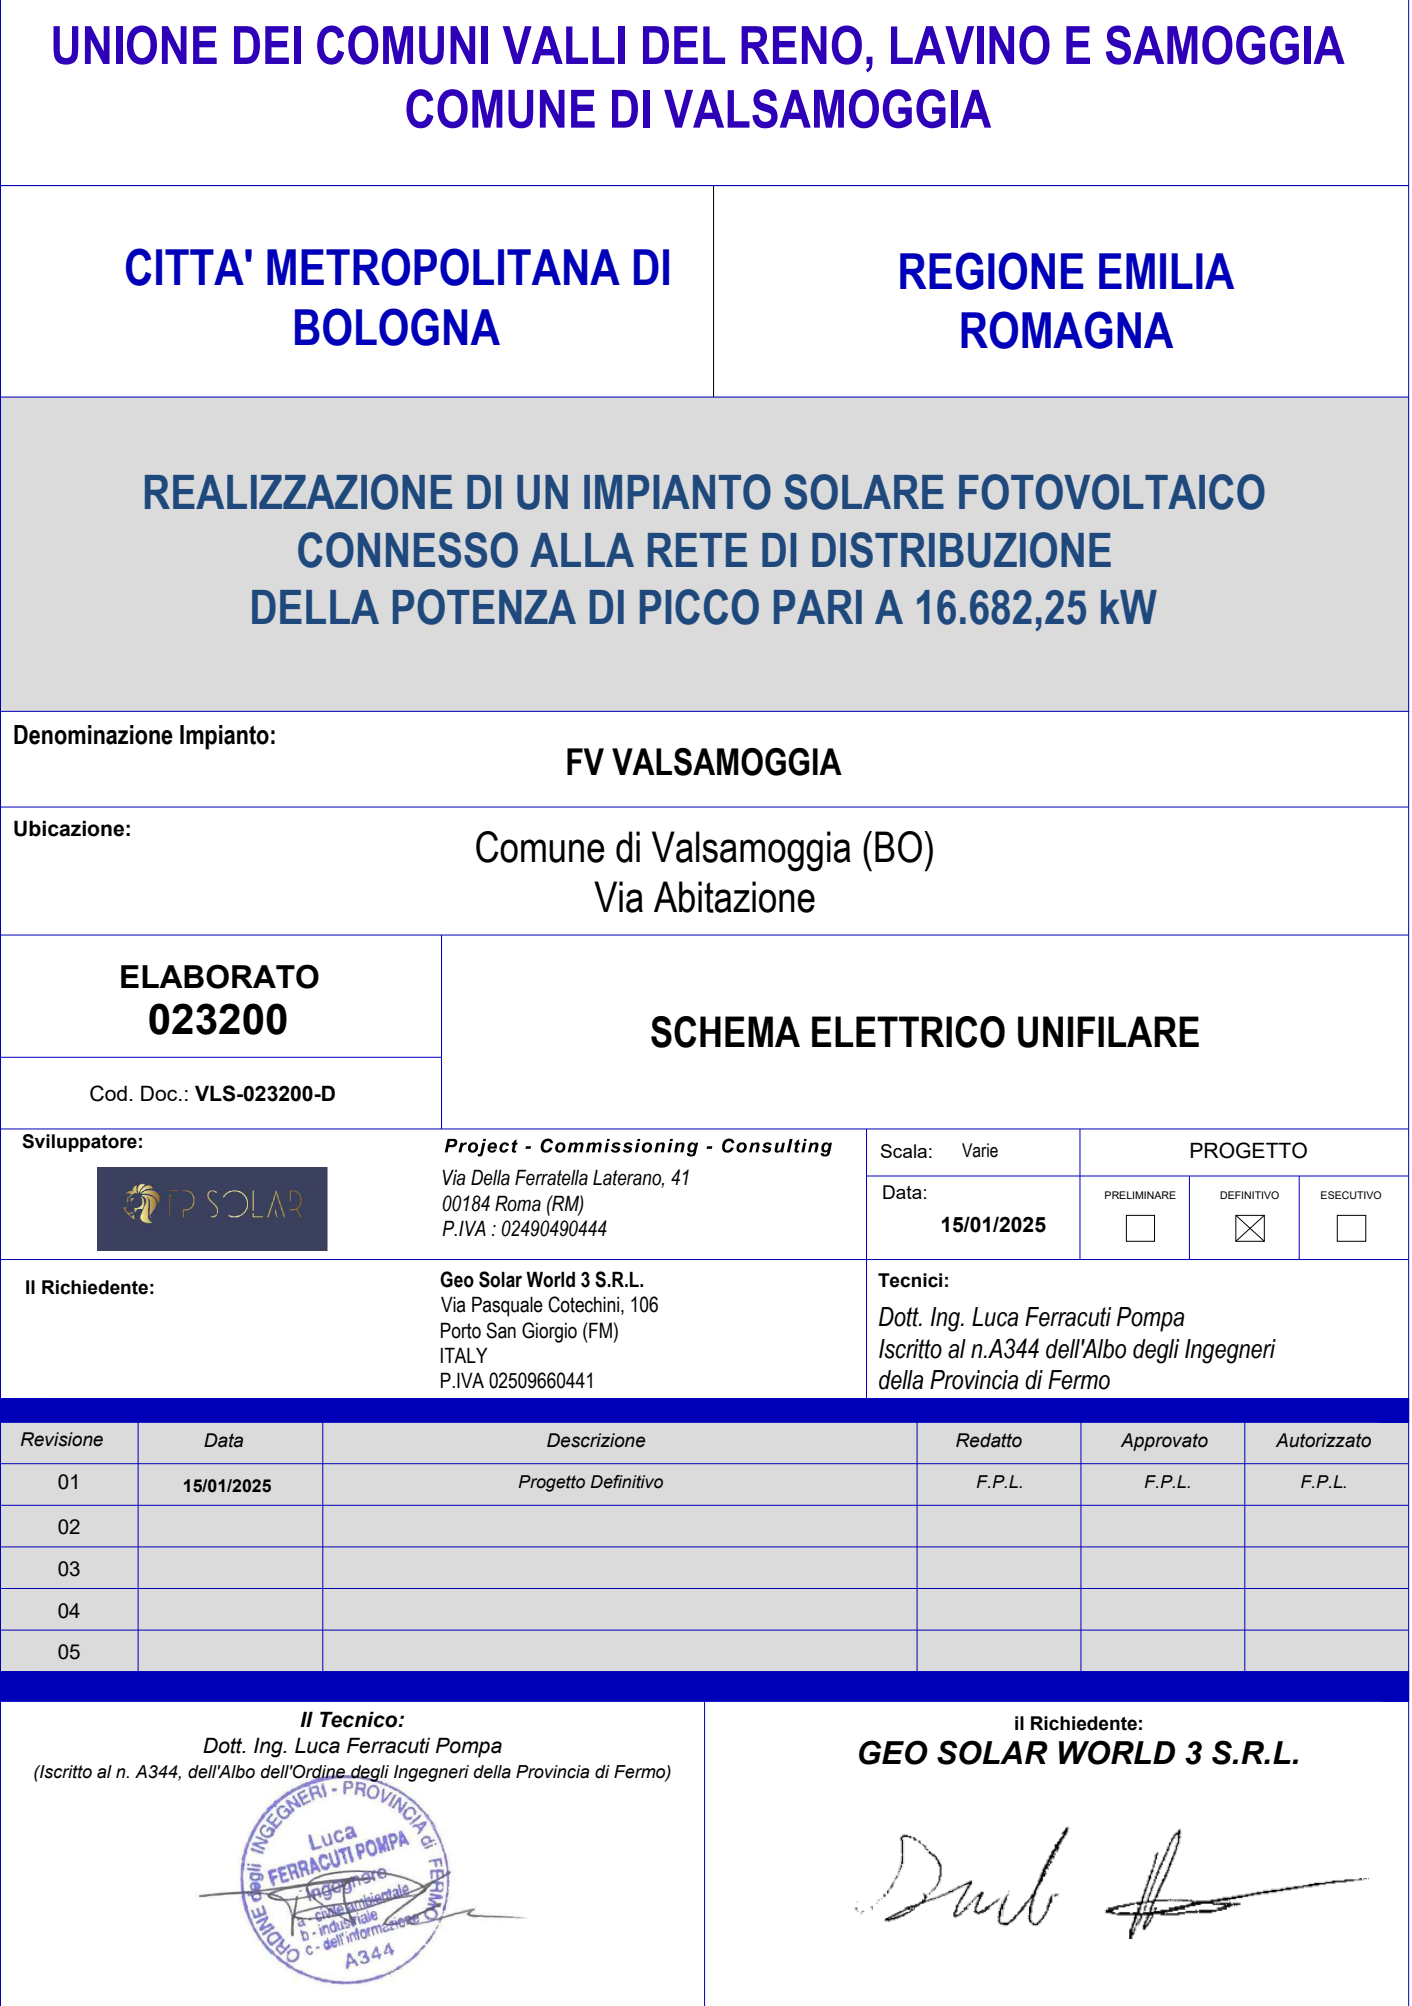 UNIONE DEI COMUNI VALLI DEL RENO, LAVINO E SAMOGGIA
COMUNE DI VALSAMOGGIA
CITTA' METROPOLITANA DI
BOLOGNA
REGIONE EMILIA
ROMAGNA
REALIZZAZIONE DI UN IMPIANTO SOLARE FOTOVOLTAICO
CONNESSO ALLA RETE DI DISTRIBUZIONE
DELLA POTENZA DI PICCO PARI A 16.682,25 kW
Denominazione Impianto:
FV VALSAMOGGIA
Ubicazione:
Comune di Valsamoggia (BO)
Via Abitazione
ELABORATO
023200
Cod. Doc.: VLS-023200-D
SCHEMA ELETTRICO UNIFILARE
Sviluppatore:
TP SOLAR
Project - Commissioning - Consulting
Via Della Ferratella Laterano, 41
00184 Roma (RM)
P.IVA : 02490490444
Scala: Varie
Data:
15/01/2025
PROGETTO
PRELIMINARE
DEFINITIVO
ESECUTIVO
Il Richiedente:
Geo Solar World 3 S.R.L.
Via Pasquale Cotechini, 106
Porto San Giorgio (FM)
ITALY
P.IVA 02509660441
Tecnici:
Dott. Ing. Luca Ferracuti Pompa
Iscritto al n.A344 dell'Albo degli Ingegneri
della Provincia di Fermo
Revisione Data Descrizione Redatto Approvato Autorizzato
01 15/01/2025 Progetto Definitivo F.P.L. F.P.L. F.P.L.
02
03
04
05
Il Tecnico:
Dott. Ing. Luca Ferracuti Pompa
(Iscritto al n. A344, dell'Albo dell'Ordine degli Ingegneri della Provincia di Fermo)
ORDINE degli INGEGNERI - PROVINCIA di FERMO
Luca
FERRACUTI POMPA
Ingegnere
a - civile ambientale
b - industriale
c - dell'informazione
A344
il Richiedente:
GEO SOLAR WORLD 3 S.R.L.